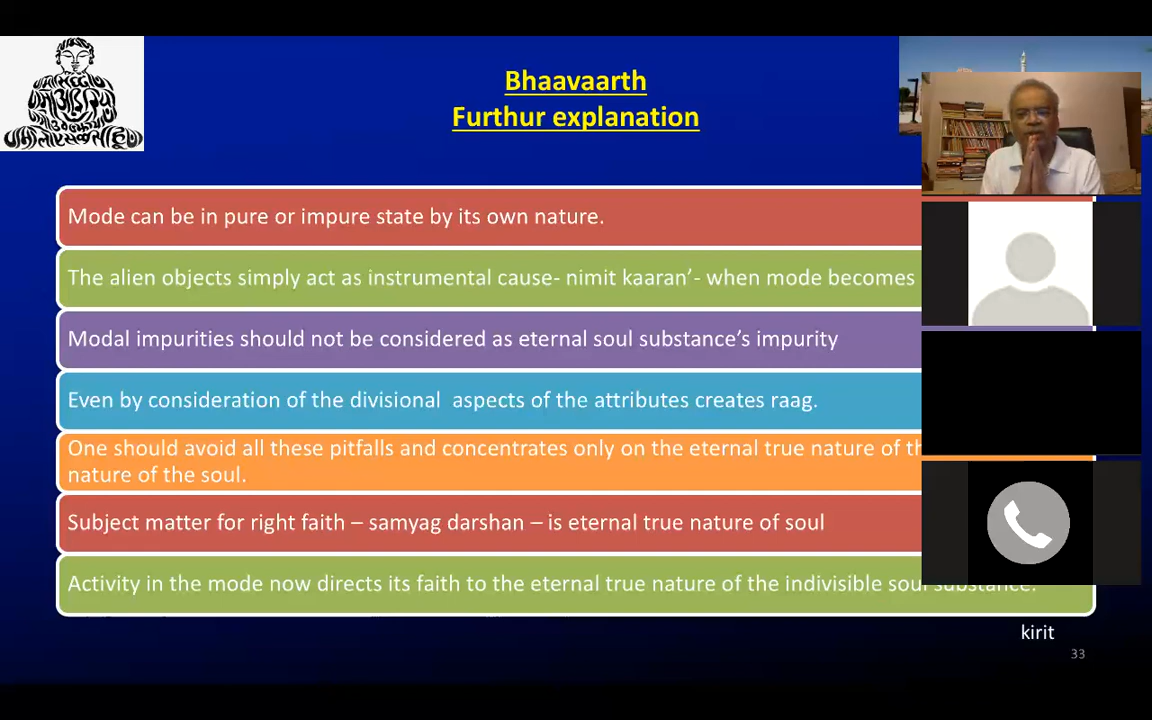 Bhaavaarth
Furthur explanation
Mode can be in pure or impure state by its own nature.
The alien objects simply act as instrumental cause- nimit kaaran’- when mode becomes
Modal impurities should not be considered as eternal soul substance’s impurity
Even by consideration of the divisional aspects of the attributes creates raag.
One should avoid all these pitfalls and concentrates only on the eternal true nature of
nature of the soul.
Subject matter for right faith – samyag darshan – is eternal true nature of soul
Activity in the mode now directs its faith to the eternal true nature of the indivisible soul substance.
kirit
33